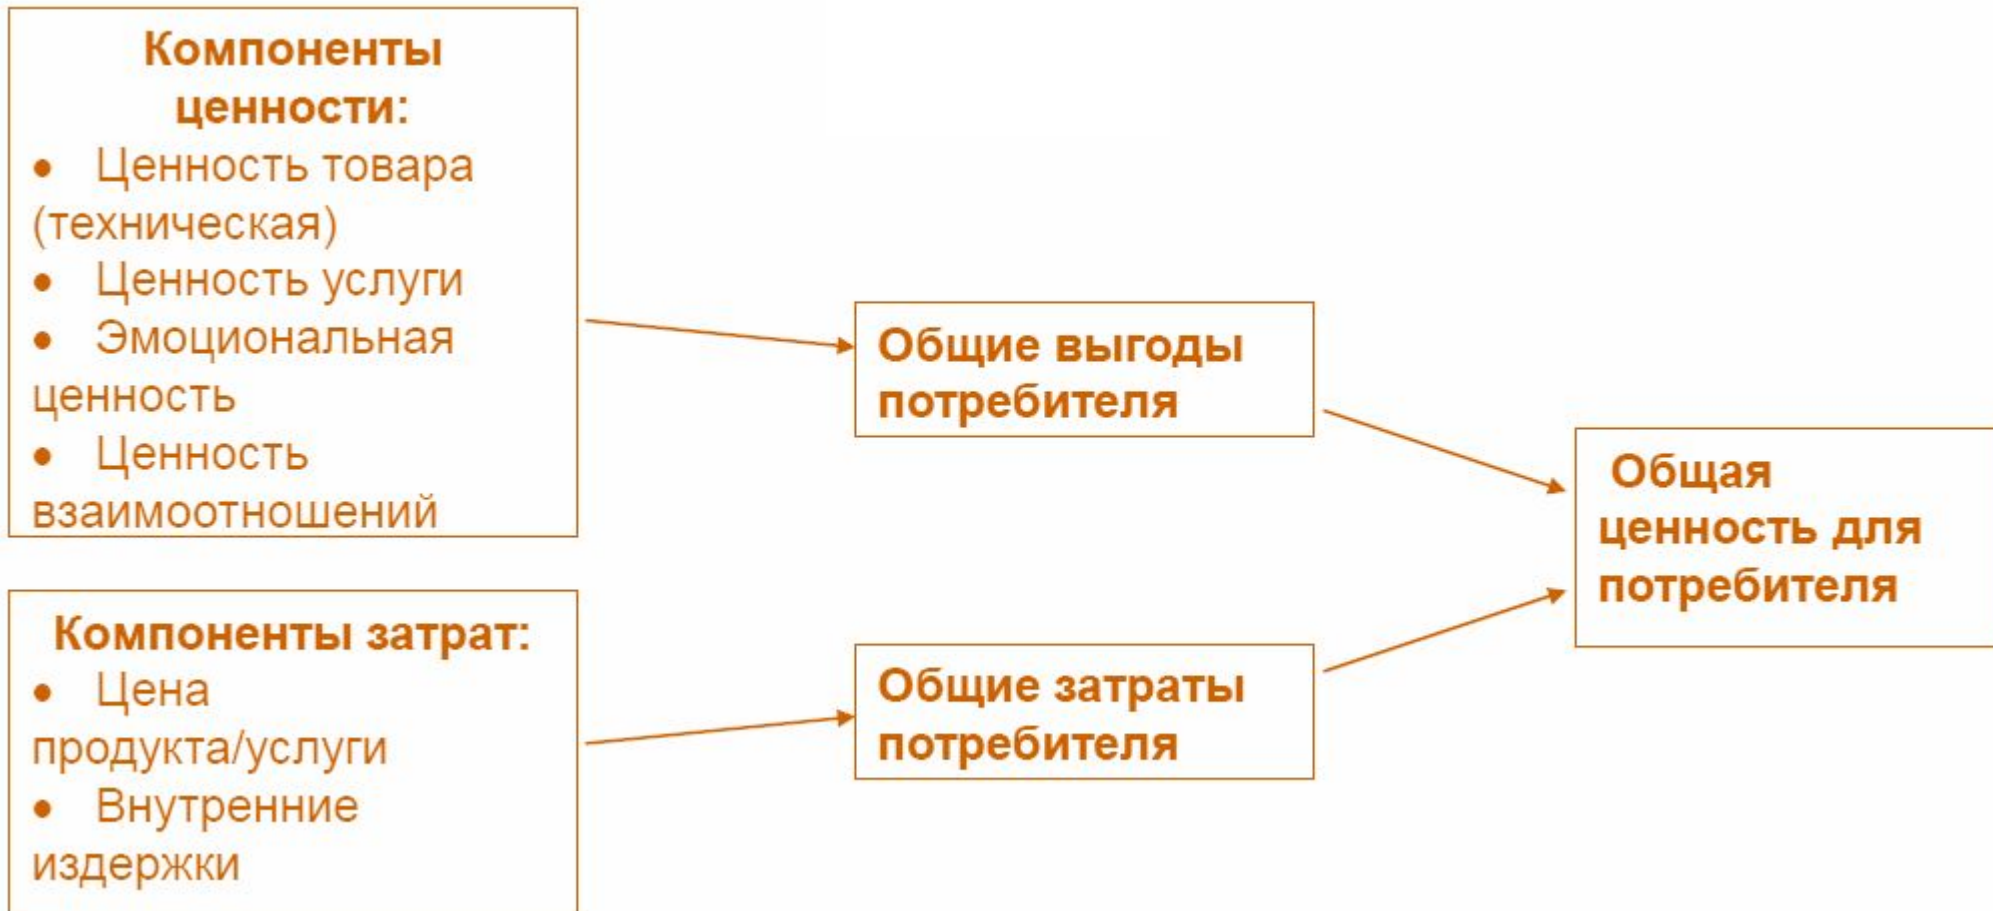 Компоненты
ценности:
• Ценность товара
(техническая)
• Ценность услуги
• Эмоциональная
ценность
• Ценность
взаимоотношений
Компоненты затрат:
• Цена
продукта/услуги
• Внутренние
издержки
Общие выгоды
потребителя
Общие затраты
потребителя
Общая
ценность для
потребителя